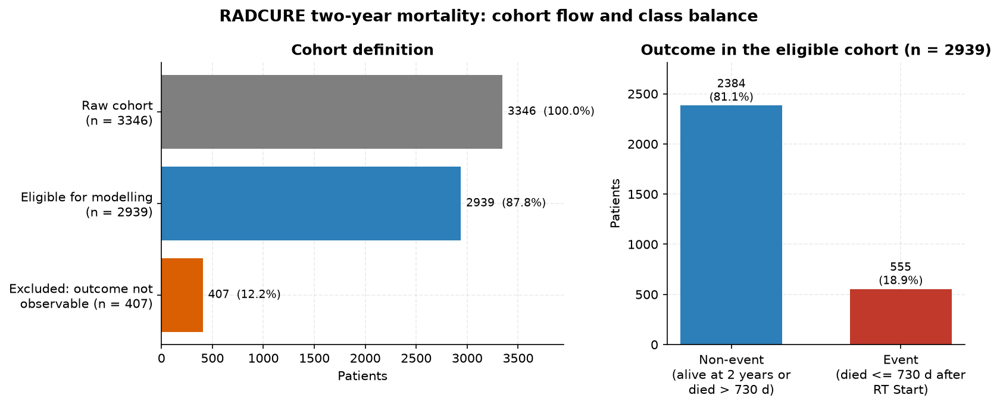 RADCURE two-year mortality: cohort flow and class balance
Cohort definition
Raw cohort
(n = 3346)
3346 (100.0%)
Eligible for modelling
(n = 2939)
2939 (87.8%)
Excluded: outcome not
observable (n = 407)
407 (12.2%)
0 500 1000 1500 2000 2500 3000 3500
Patients
Outcome in the eligible cohort (n = 2939)
Patients
2500
2000
1500
1000
500
0
2384
(81.1%)
555
(18.9%)
Non-event
(alive at 2 years or
died > 730 d)
Event
(died <= 730 d after
RT Start)